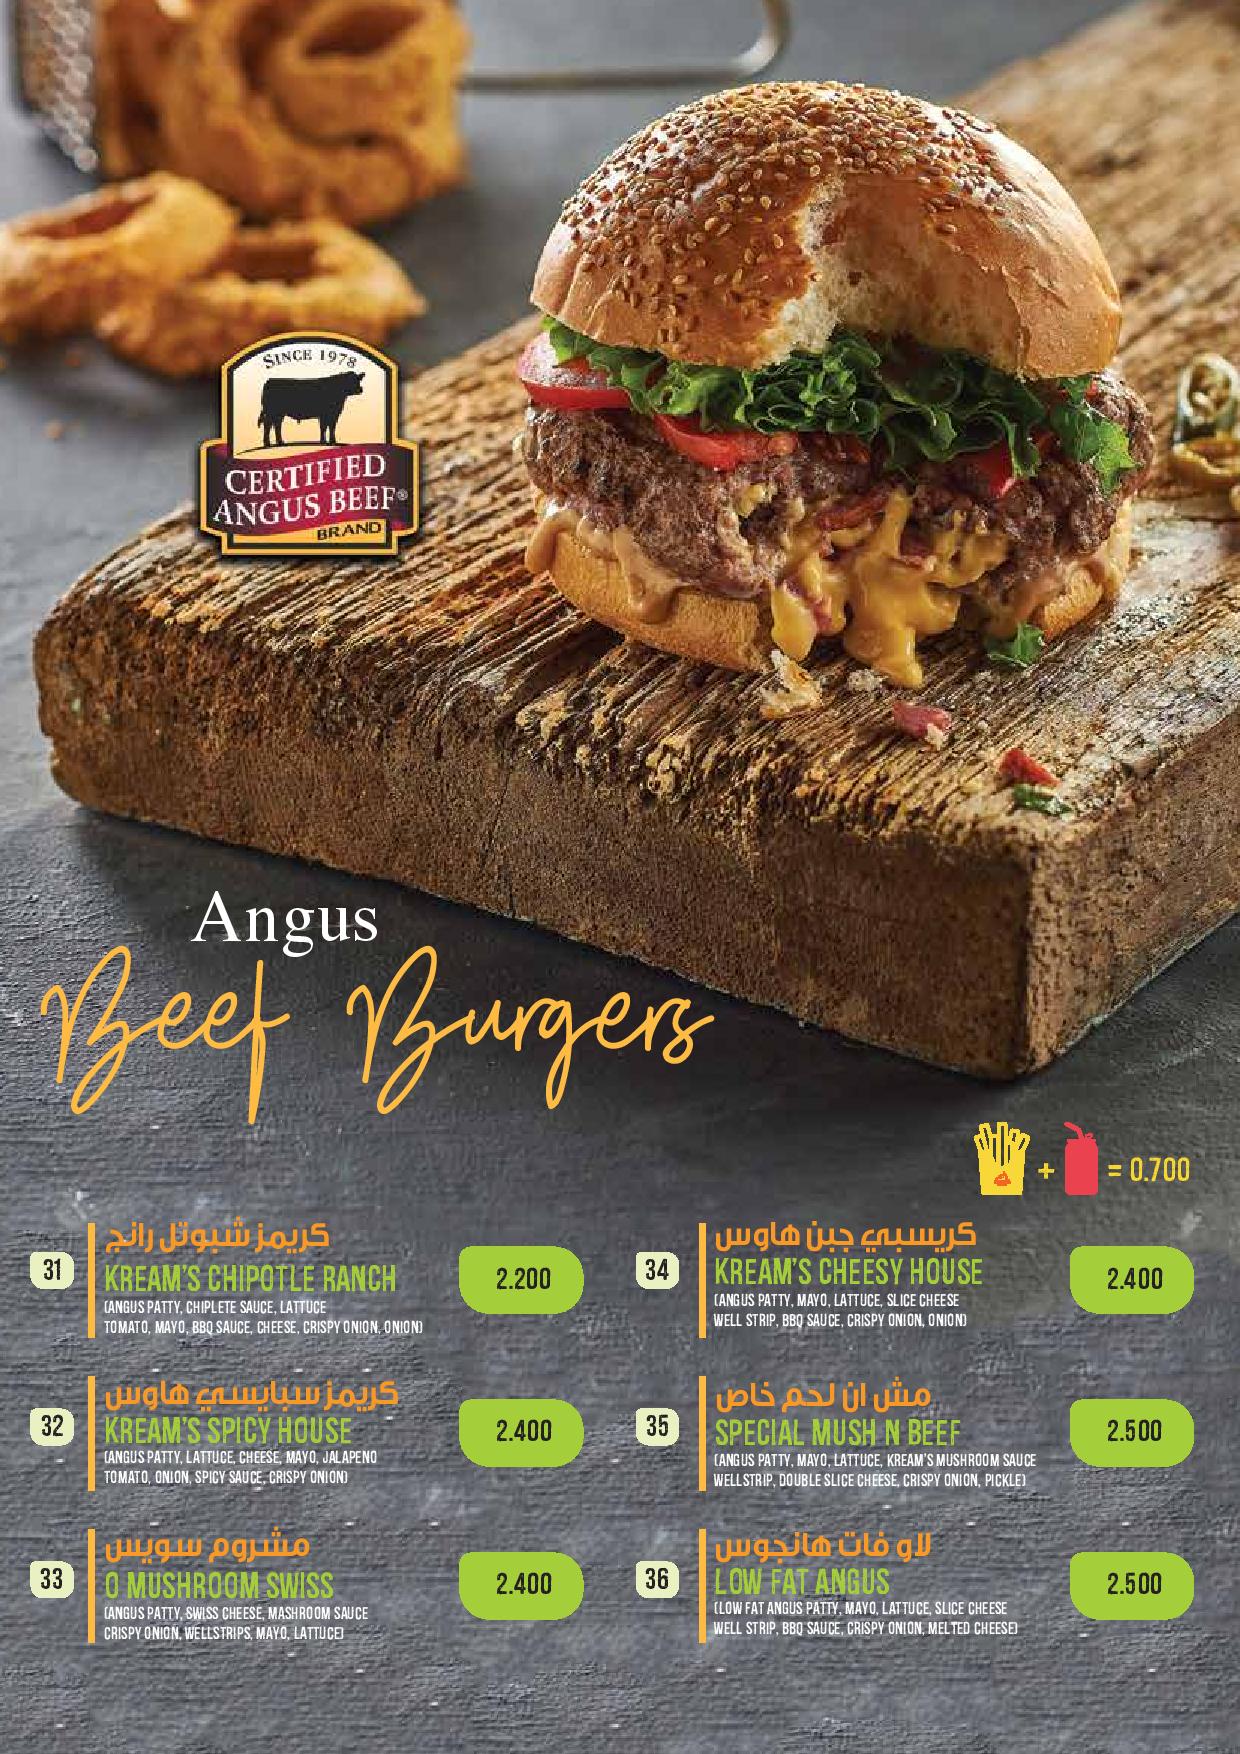 SINCE 1978
CERTIFIED
ANGUS BEEF®
BRAND
Angus
Beef Burgers
+ = 0.700
31
كريمز شبوتل رانج
KREAM'S CHIPOTLE RANCH
(ANGUS PATTY, CHIPLETE SAUCE, LATTUCE
TOMATO, MAYO, BBQ SAUCE, CHEESE, CRISPY ONION, ONION)
2.200
32
كريمز سبايسي هاوس
KREAM'S SPICY HOUSE
(ANGUS PATTY, LATTUCE, CHEESE, MAYO, JALAPENO
TOMATO, ONION, SPICY SAUCE, CRISPY ONION)
2.400
33
مشروم سويس
O MUSHROOM SWISS
(ANGUS PATTY, SWISS CHEESE, MASHROOM SAUCE
CRISPY ONION, WELLSTRIPS, MAYO, LATTUCE)
2.400
34
كريسبي جبن هاوس
KREAM'S CHEESY HOUSE
(ANGUS PATTY, MAYO, LATTUCE, SLICE CHEESE
WELL STRIP, BBQ SAUCE, CRISPY ONION, ONION)
2.400
35
مش ان لحم خاص
SPECIAL MUSH N BEEF
(ANGUS PATTY, MAYO, LATTUCE, KREAM'S MUSHROOM SAUCE
WELLSTRIP, DOUBLE SLICE CHEESE, CRISPY ONION, PICKLE)
2.500
36
لاو فات هانجوس
LOW FAT ANGUS
(LOW FAT ANGUS PATTY, MAYO, LATTUCE, SLICE CHEESE
WELL STRIP, BBQ SAUCE, CRISPY ONION, MELTED CHEESE)
2.500